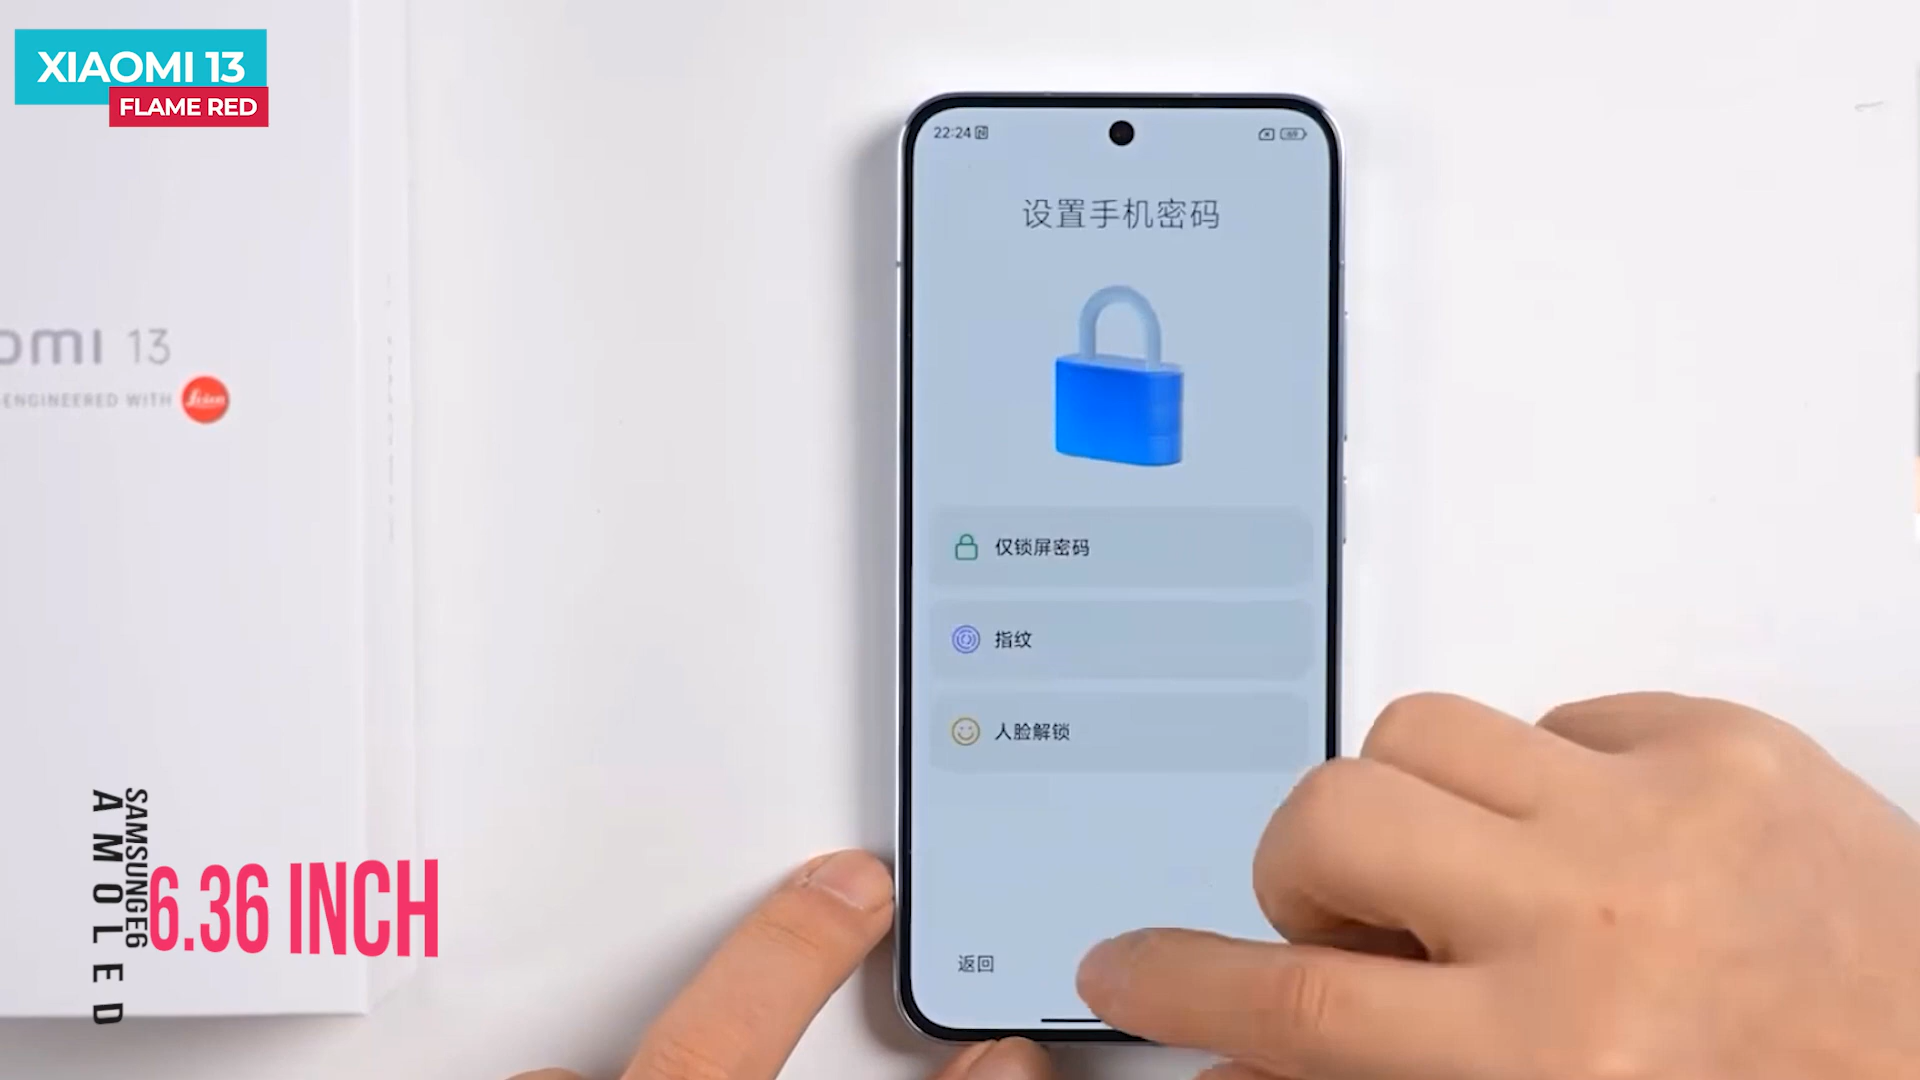 XIAOMI 13
FLAME RED
omi 13
-ENGINEERED WITH
Leica
22:24
设置手机密码
仅锁屏密码
指纹
人脸解锁
返回
SAMSUNGE6
AMOLED
6.36 INCH